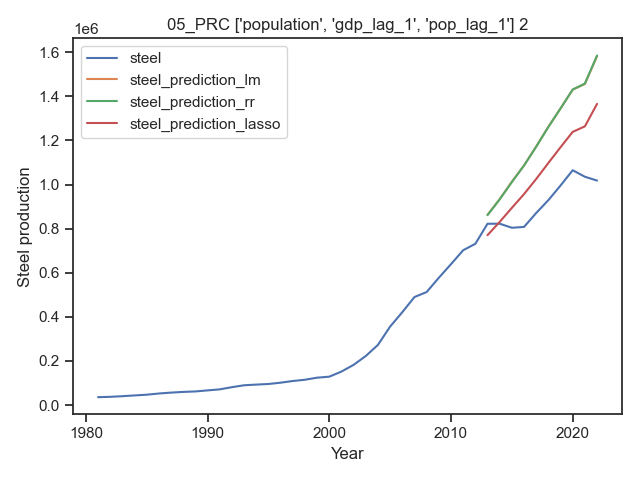 05_PRC ['population', 'gdp_lag_1', 'pop_lag_1'] 2
1e6
steel
steel_prediction_lm
steel_prediction_rr
steel_prediction_lasso
Steel production
1.6
1.4
1.2
1.0
0.8
0.6
0.4
0.2
0.0
1980
1990
2000
2010
2020
Year